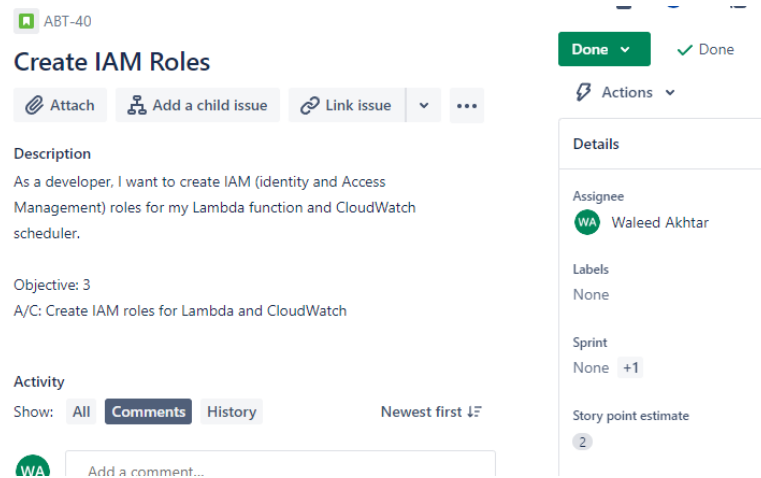 ABT-40
Create IAM Roles
Attach
Add a child issue
Link issue
Description
As a developer, I want to create IAM (identity and Access
Management) roles for my Lambda function and CloudWatch
scheduler.
Objective: 3
A/C: Create IAM roles for Lambda and CloudWatch
Activity
Show: All Comments History Newest first
WA Add a comment...
Done Done
Actions
Details
Assignee
WA Waleed Akhtar
Labels
None
Sprint
None +1
Story point estimate
2